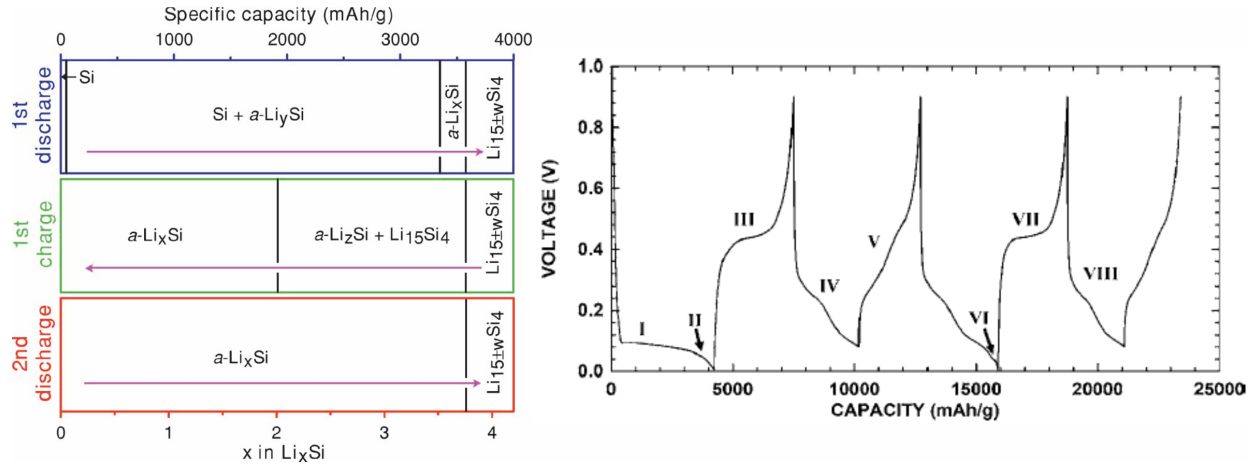 Specific capacity (mAh/g)
0 1000 2000 3000 4000
1st discharge
Si
Si + a-LiySi
a-LixSi
Li15±wSi4
1st charge
a-LixSi
a-LizSi + Li15Si4
Li15±wSi4
2nd discharge
a-LixSi
Li15±wSi4
0 1 2 3 4
x in LixSi
VOLTAGE (V)
1.0
0.8
0.6
0.4
0.2
0
I
II
III
IV
V
VI
VII
VIII
0 5000 10000 15000 20000 25000
CAPACITY (mAh/g)